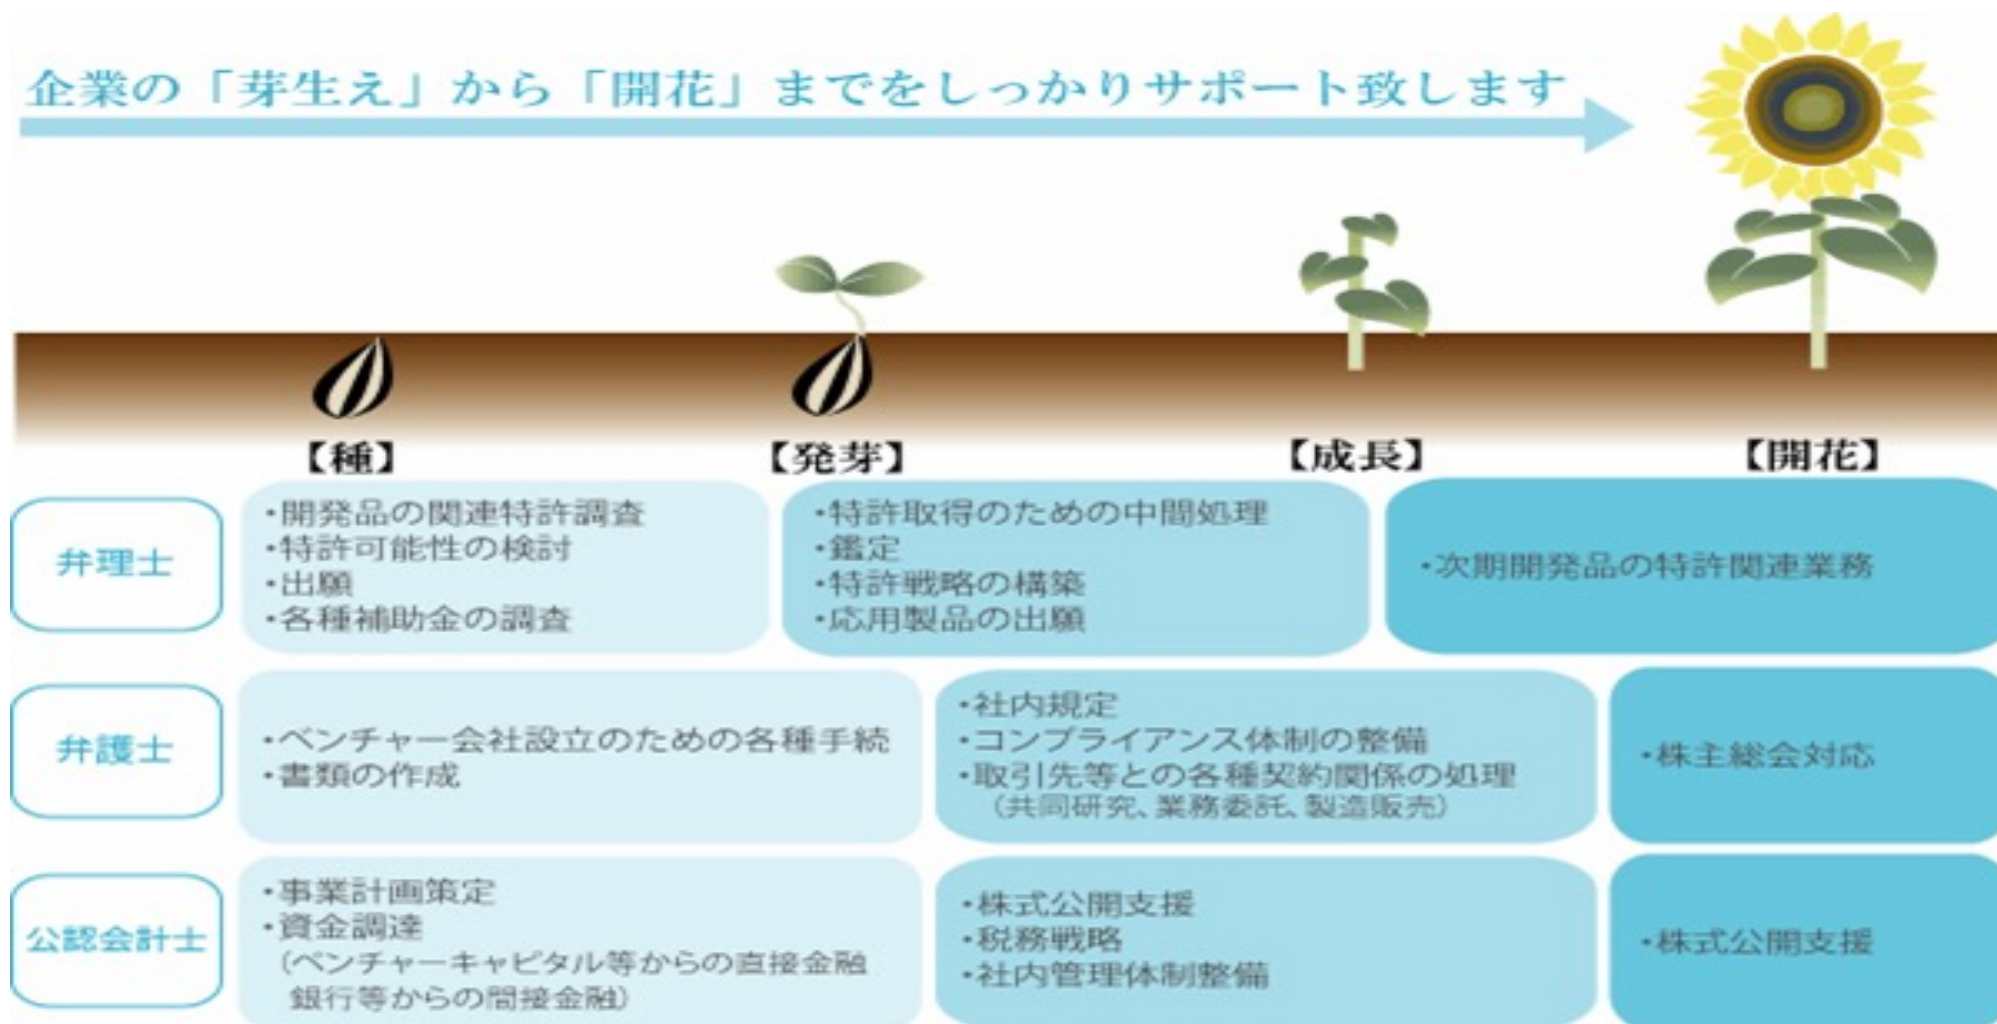 企業の「芽生え」から「開花」までをしっかりサポート致します
【種】
【発芽】
【成長】
【開花】
弁理士
・開発品の関連特許調査
・特許可能性の検討
・出願
・各種補助金の調査
・特許取得のための中間処理
・鑑定
・特許戦略の構築
・応用製品の出願
・次期開発品の特許関連業務
弁護士
・ベンチャー会社設立のための各種手続
・書類の作成
・社内規定
・コンプライアンス体制の整備
・取引先等との各種契約関係の処理
（共同研究、業務委託、製造販売）
・株主総会対応
公認会計士
・事業計画策定
・資金調達
（ベンチャーキャピタル等からの直接金融
銀行等からの間接金融）
・株式公開支援
・税務戦略
・社内管理体制整備
・株式公開支援